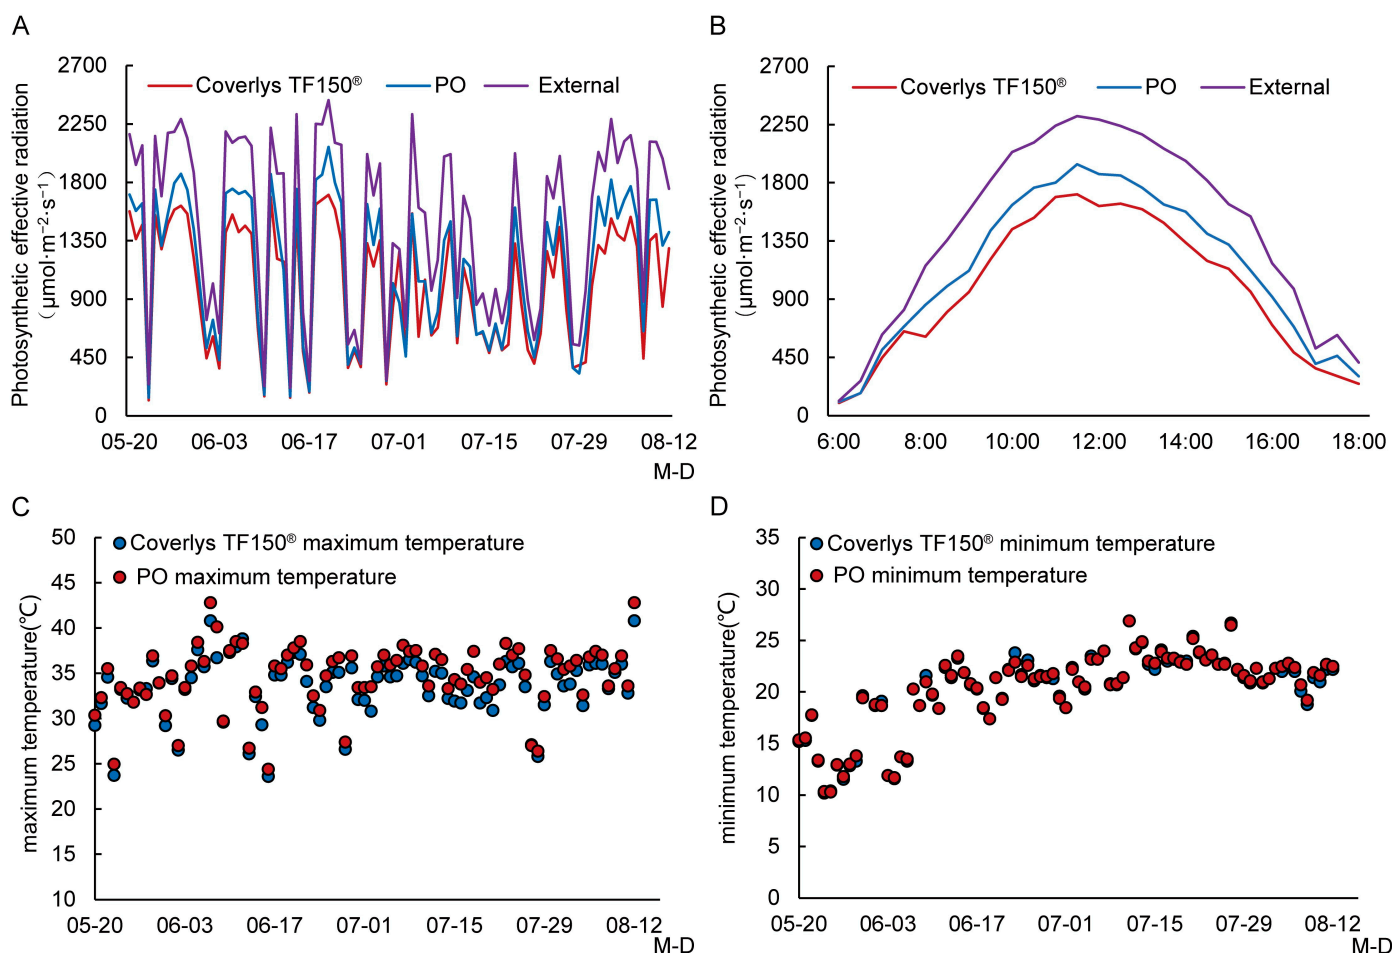 A
Photosynthetic effective radiation
(μmol·m⁻²·s⁻¹)
2700
2250
1800
1350
900
450
0
Coverlys TF150®
PO
External
05-20 06-03 06-17 07-01 07-15 07-29 08-12
M-D
B
Photosynthetic effective radiation
(μmol·m⁻²·s⁻¹)
2700
2250
1800
1350
900
450
0
Coverlys TF150®
PO
External
6:00 8:00 10:00 12:00 14:00 16:00 18:00
C
maximum temperature(℃)
50
45
40
35
30
25
20
15
10
Coverlys TF150® maximum temperature
PO maximum temperature
05-20 06-03 06-17 07-01 07-15 07-29 08-12
M-D
D
minimum temperature(℃)
35
30
25
20
15
10
5
0
Coverlys TF150® minimum temperature
PO minimum temperature
05-20 06-03 06-17 07-01 07-15 07-29 08-12
M-D